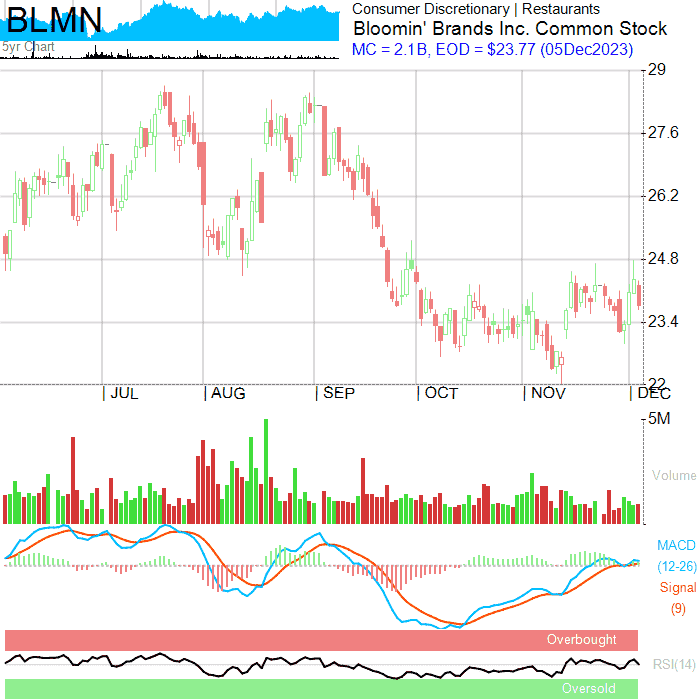 BLMN
5yr Chart
Consumer Discretionary | Restaurants
Bloomin' Brands Inc. Common Stock
MC = 2.1B, EOD = $23.77 (05Dec2023)
29
27.6
26.2
24.8
23.4
22
| JUL | AUG | SEP | OCT | NOV | DEC
5M
Volume
MACD
(12-26)
Signal
(9)
Overbought
RSI(14)
Oversold